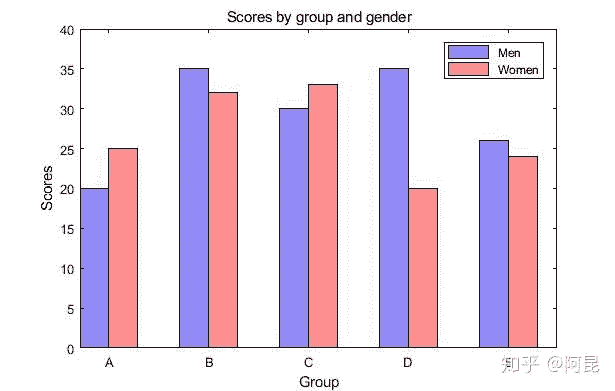 Scores by group and gender
Men
Women
Scores
40
35
30
25
20
15
10
5
0
A
B
C
D
E
Group
知乎 @阿昆